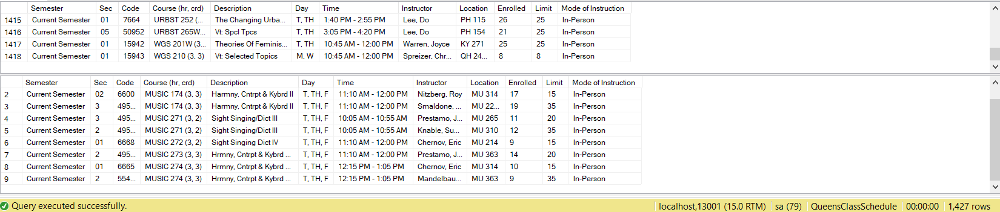 Semester Sec Code Course (hr, crd) Description Day Time Instructor Location Enrolled Limit Mode of Instruction
1415 Current Semester 01 7664 URBST 252 (... The Changing Urba... T, TH 1:40 PM - 2:55 PM Lee, Do PH 115 26 25 In-Person
1416 Current Semester 05 50952 URBST 265W... Vt: Spcl Tpcs T, TH 3:05 PM - 4:20 PM Lee, Do PH 154 21 25 In-Person
1417 Current Semester 01 15942 WGS 201W (3... Theories Of Feminis... T, TH 10:45 AM - 12:00 PM Warren, Joyce KY 271 25 25 In-Person
1418 Current Semester 01 15943 WGS 210 (3, 3) Vt: Selected Topics M, W 10:45 AM - 12:00 PM Spreizer, Chr... QH 24... 8 8 In-Person
Semester Sec Code Course (hr, crd) Description Day Time Instructor Location Enrolled Limit Mode of Instruction
2 Current Semester 02 6600 MUSIC 174 (3, 3) Harmny, Cntrpt & Kybrd II T, TH, F 11:10 AM - 12:00 PM Nitzberg, Roy MU 314 17 15 In-Person
3 Current Semester 3 495... MUSIC 174 (3, 3) Harmny, Cntrpt & Kybrd II T, TH, F 11:10 AM - 12:00 PM Smaldone, ... MU 22... 19 35 In-Person
4 Current Semester 3 495... MUSIC 271 (3, 2) Sight Singing/Dict III T, TH, F 10:05 AM - 10:55 AM Prestamo, J... MU 265 11 20 In-Person
5 Current Semester 2 495... MUSIC 271 (3, 2) Sight Singing/Dict III T, TH, F 10:05 AM - 10:55 AM Knable, Su... MU 310 12 35 In-Person
6 Current Semester 01 6668 MUSIC 272 (3, 2) Sight Singing Dict IV T, TH, F 11:10 AM - 12:00 PM Chernov, Eric MU 214 9 15 In-Person
7 Current Semester 2 495... MUSIC 273 (3, 3) Hrmny, Cntrpt & Kybrd ... T, TH, F 11:10 AM - 12:00 PM Prestamo, J... MU 363 14 20 In-Person
8 Current Semester 01 6665 MUSIC 274 (3, 3) Hrmny, Cntrpt & Kybrd ... T, TH, F 12:15 PM - 1:05 PM Chernov, Eric MU 314 10 15 In-Person
9 Current Semester 2 554... MUSIC 274 (3, 3) Hrmny, Cntrpt & Kybrd ... T, TH, F 12:15 PM - 1:05 PM Mandelbau... MU 363 9 35 In-Person
Query executed successfully. localhost,13001 (15.0 RTM) sa (79) QueensClassSchedule 00:00:00 1,427 rows